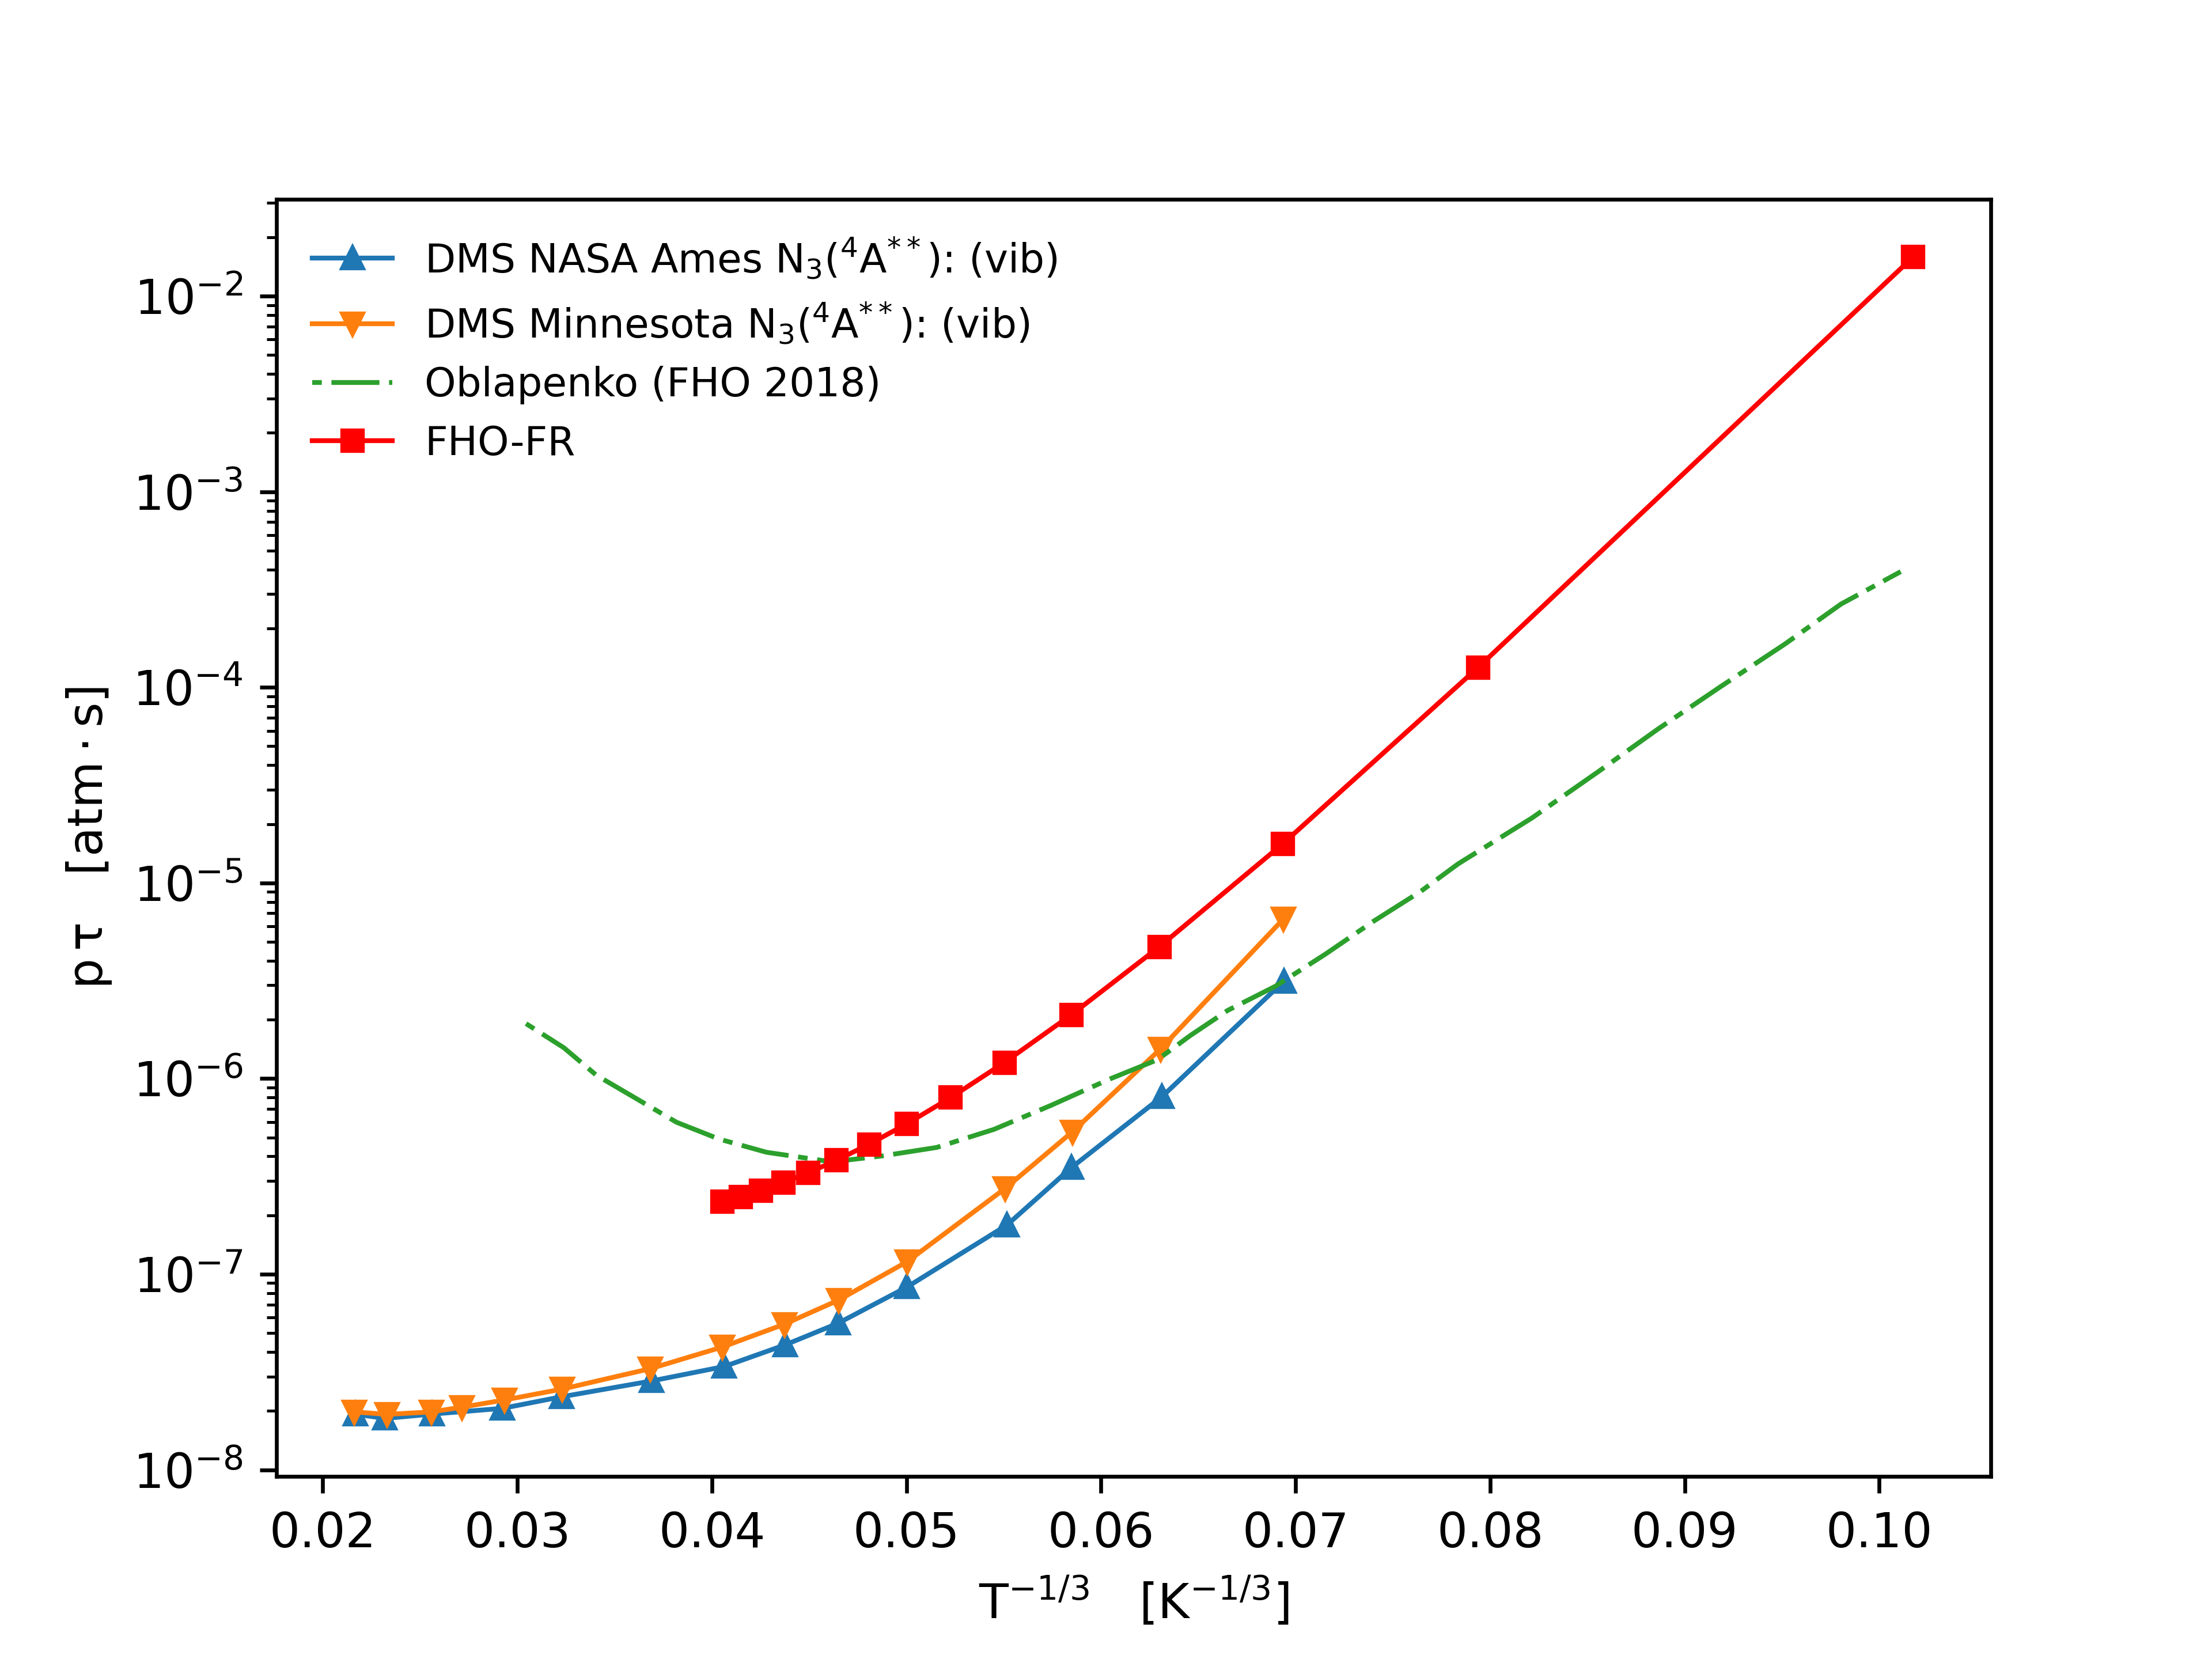 DMS NASA Ames N₃(⁴A**): (vib)
DMS Minnesota N₃(⁴A**): (vib)
Oblapenko (FHO 2018)
FHO-FR
10⁻²
10⁻³
10⁻⁴
10⁻⁵
10⁻⁶
10⁻⁷
10⁻⁸
p τ [atm · s]
0.02 0.03 0.04 0.05 0.06 0.07 0.08 0.09 0.10
T⁻¹/³ [K⁻¹/³]